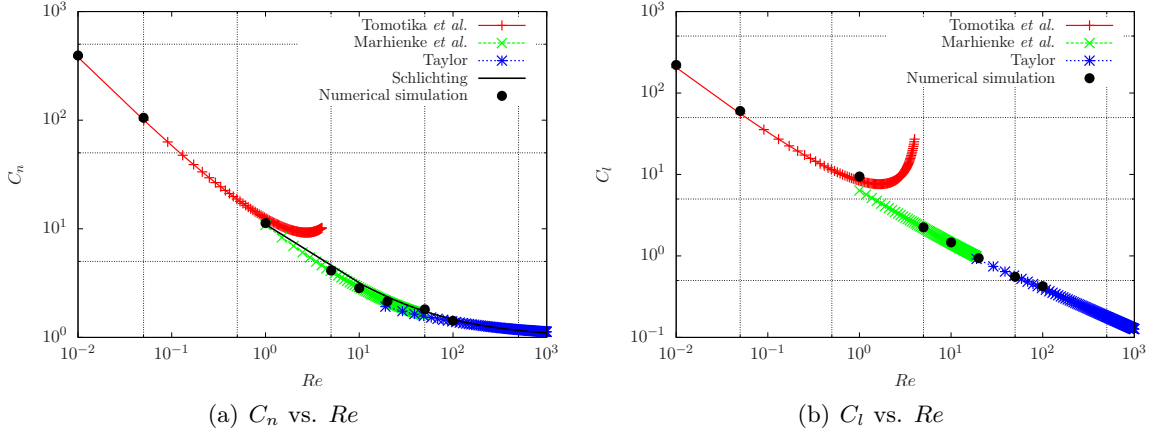 10^3
10^2
10^1
10^0
C_n
10^-2
10^-1
10^0
10^1
10^2
10^3
Re
Tomotika et al.
Marhienke et al.
Taylor
Schlichting
Numerical simulation
(a) C_n vs. Re
10^3
10^2
10^1
10^0
10^-1
C_l
10^-2
10^-1
10^0
10^1
10^2
10^3
Re
Tomotika et al.
Marhienke et al.
Taylor
Numerical simulation
(b) C_l vs. Re